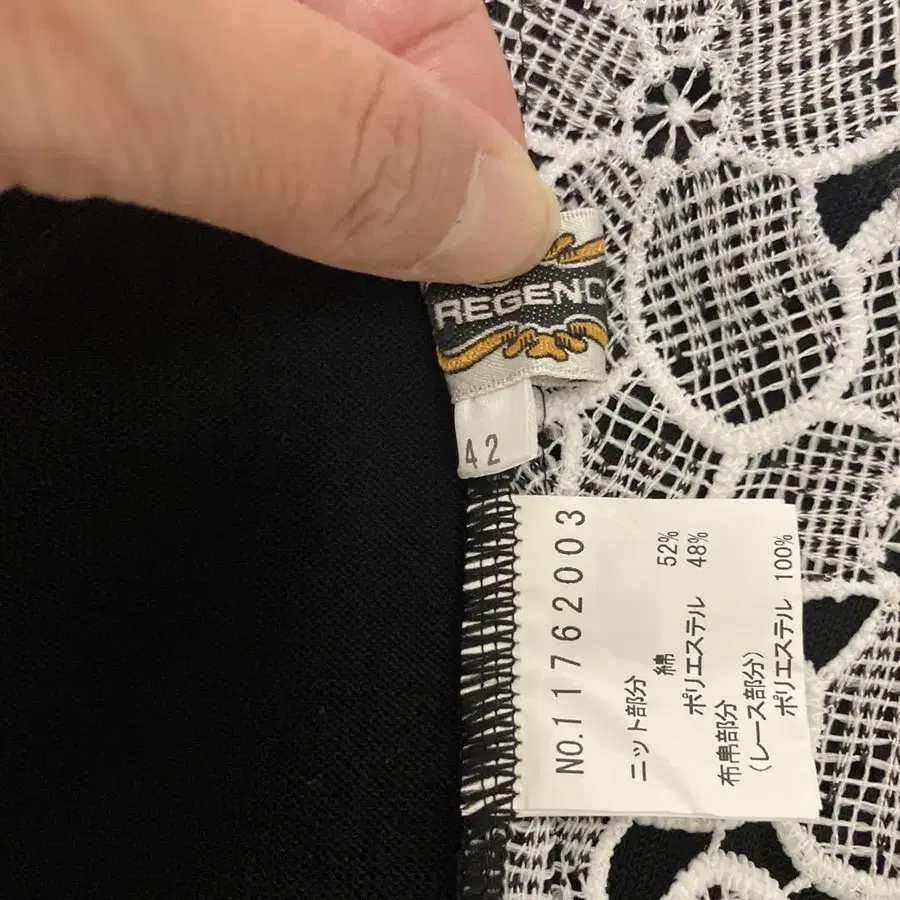 REGENC
42
NO.11762003
ニット部分
綿 52%
ポリエステル 48%
布帛部分
(レース部分)
ポリエステル 100%